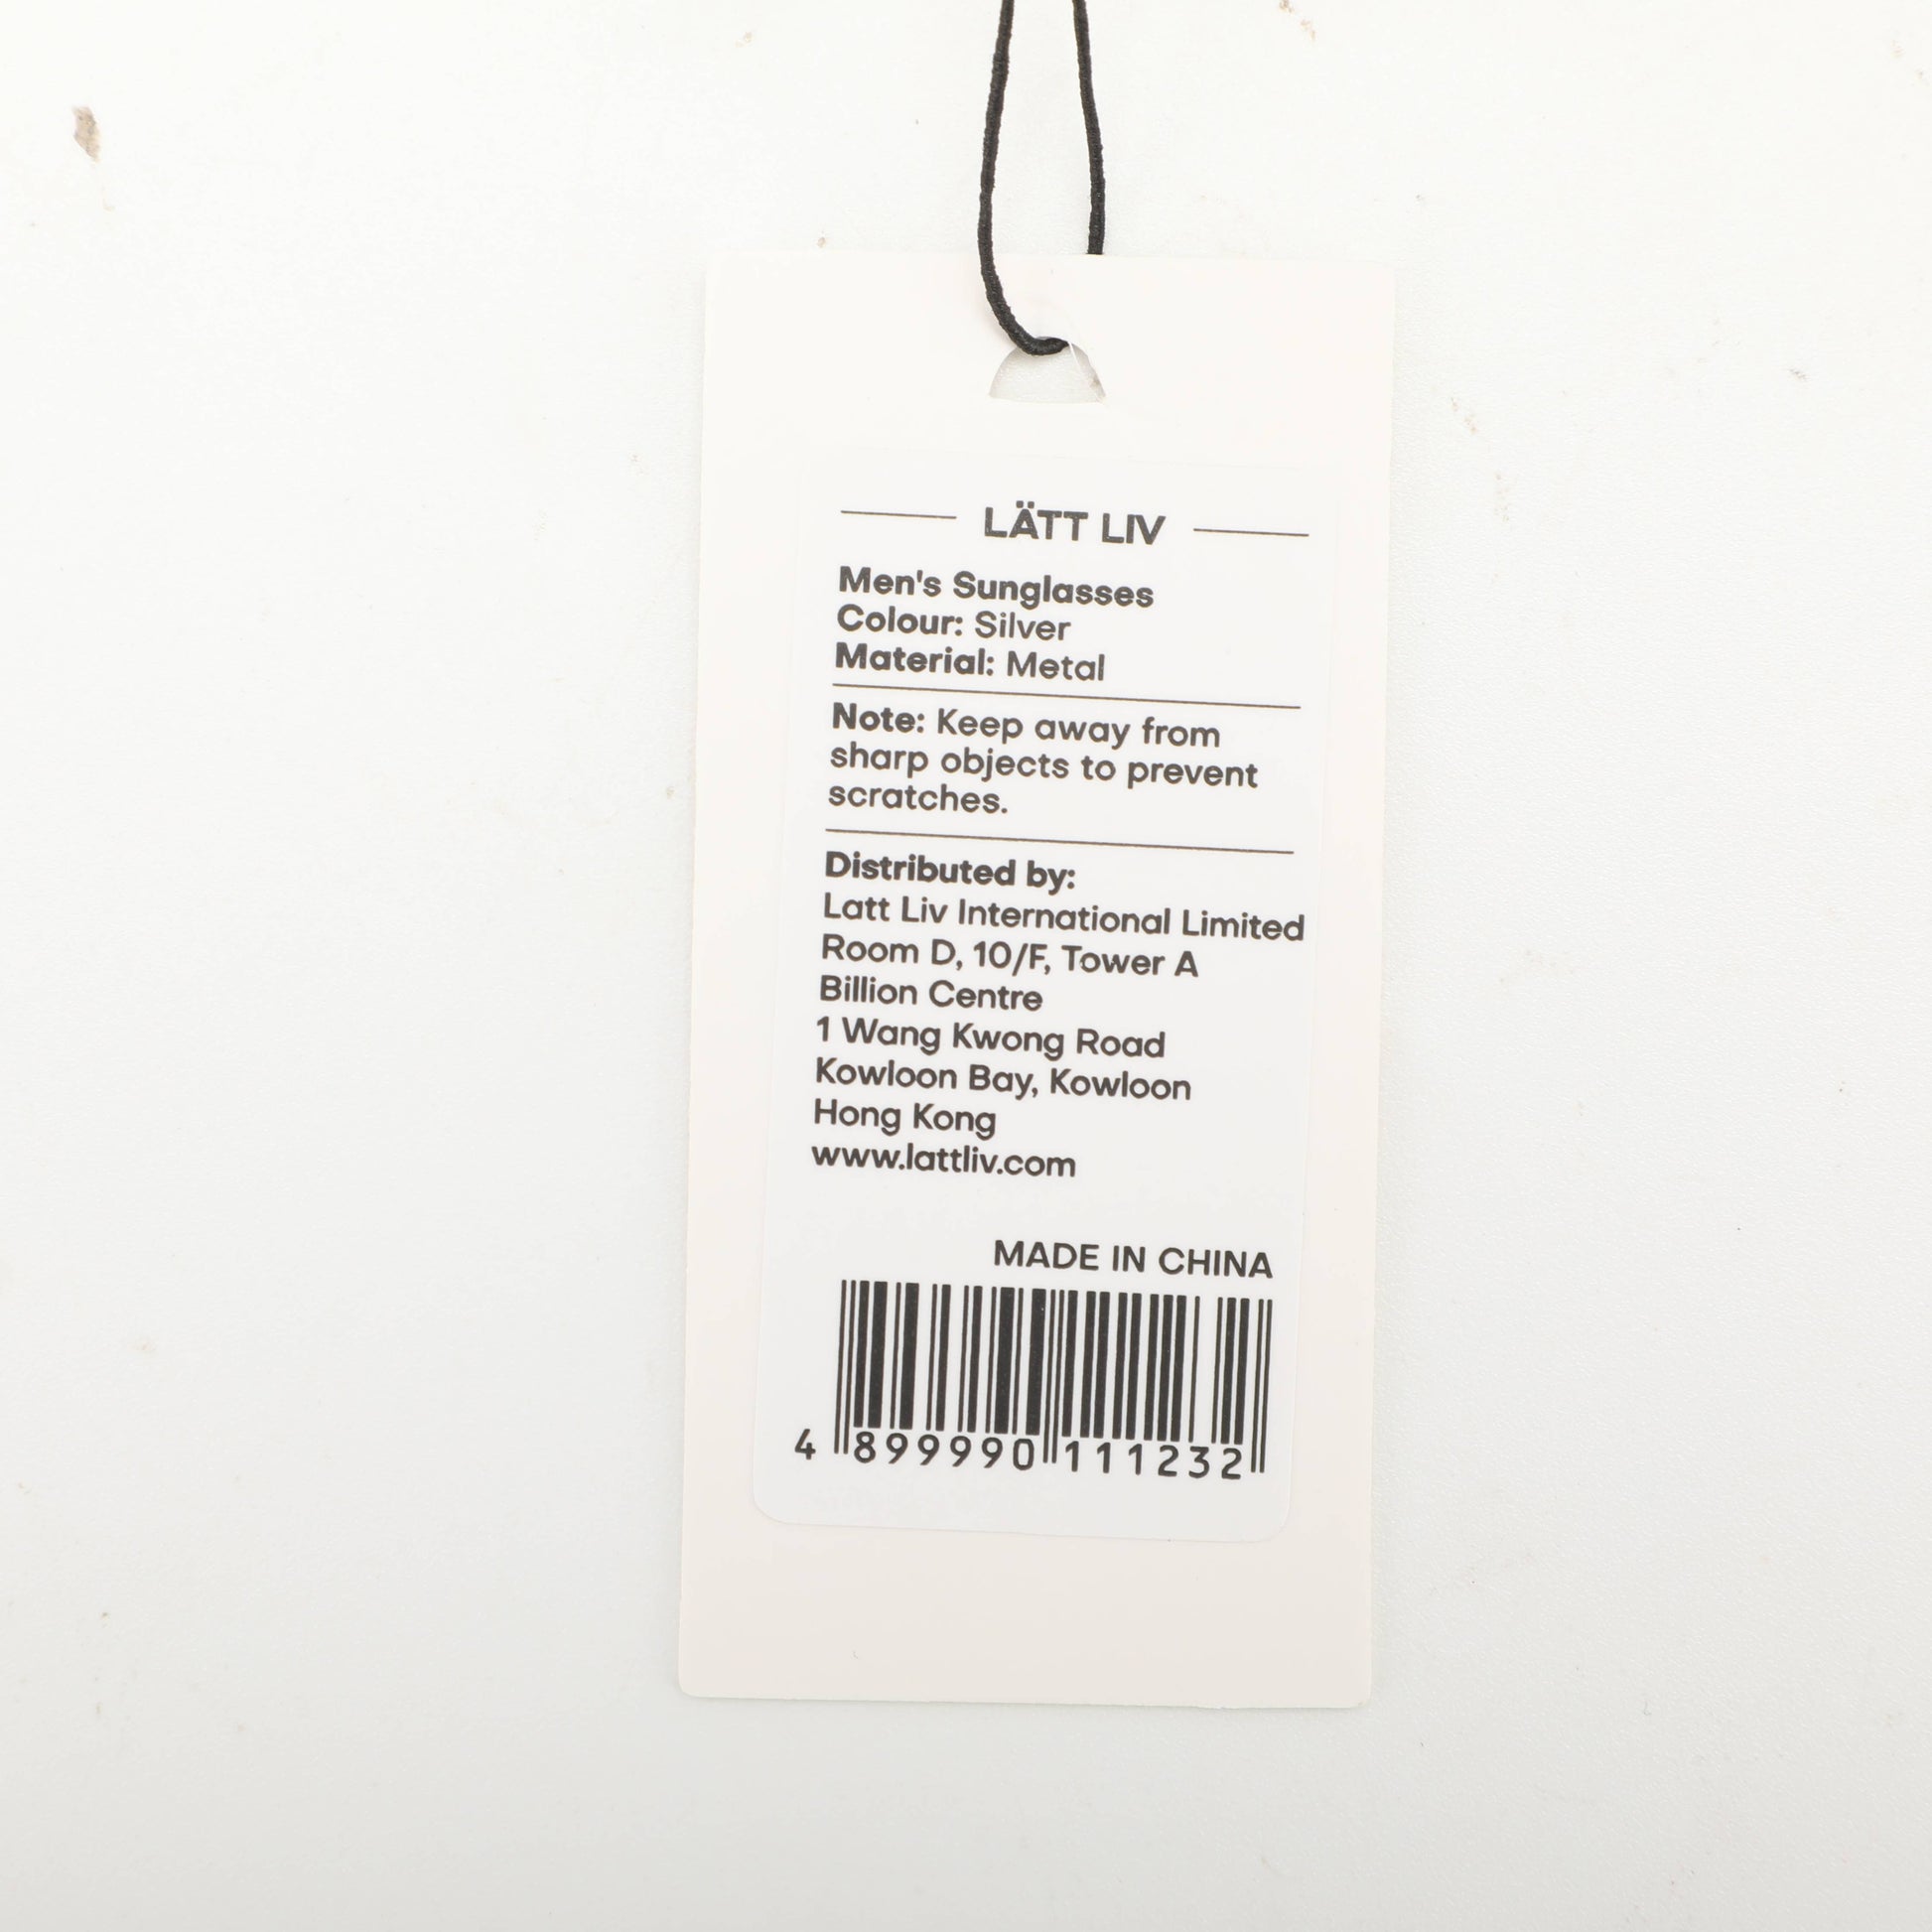 LÄTT LIV
Men's Sunglasses
Colour: Silver
Material: Metal
Note: Keep away from
sharp objects to prevent
scratches.
Distributed by:
Latt Liv International Limited
Room D, 10/F, Tower A
Billion Centre
1 Wang Kwong Road
Kowloon Bay, Kowloon
Hong Kong
www.lattliv.com
MADE IN CHINA
4 899990 111232